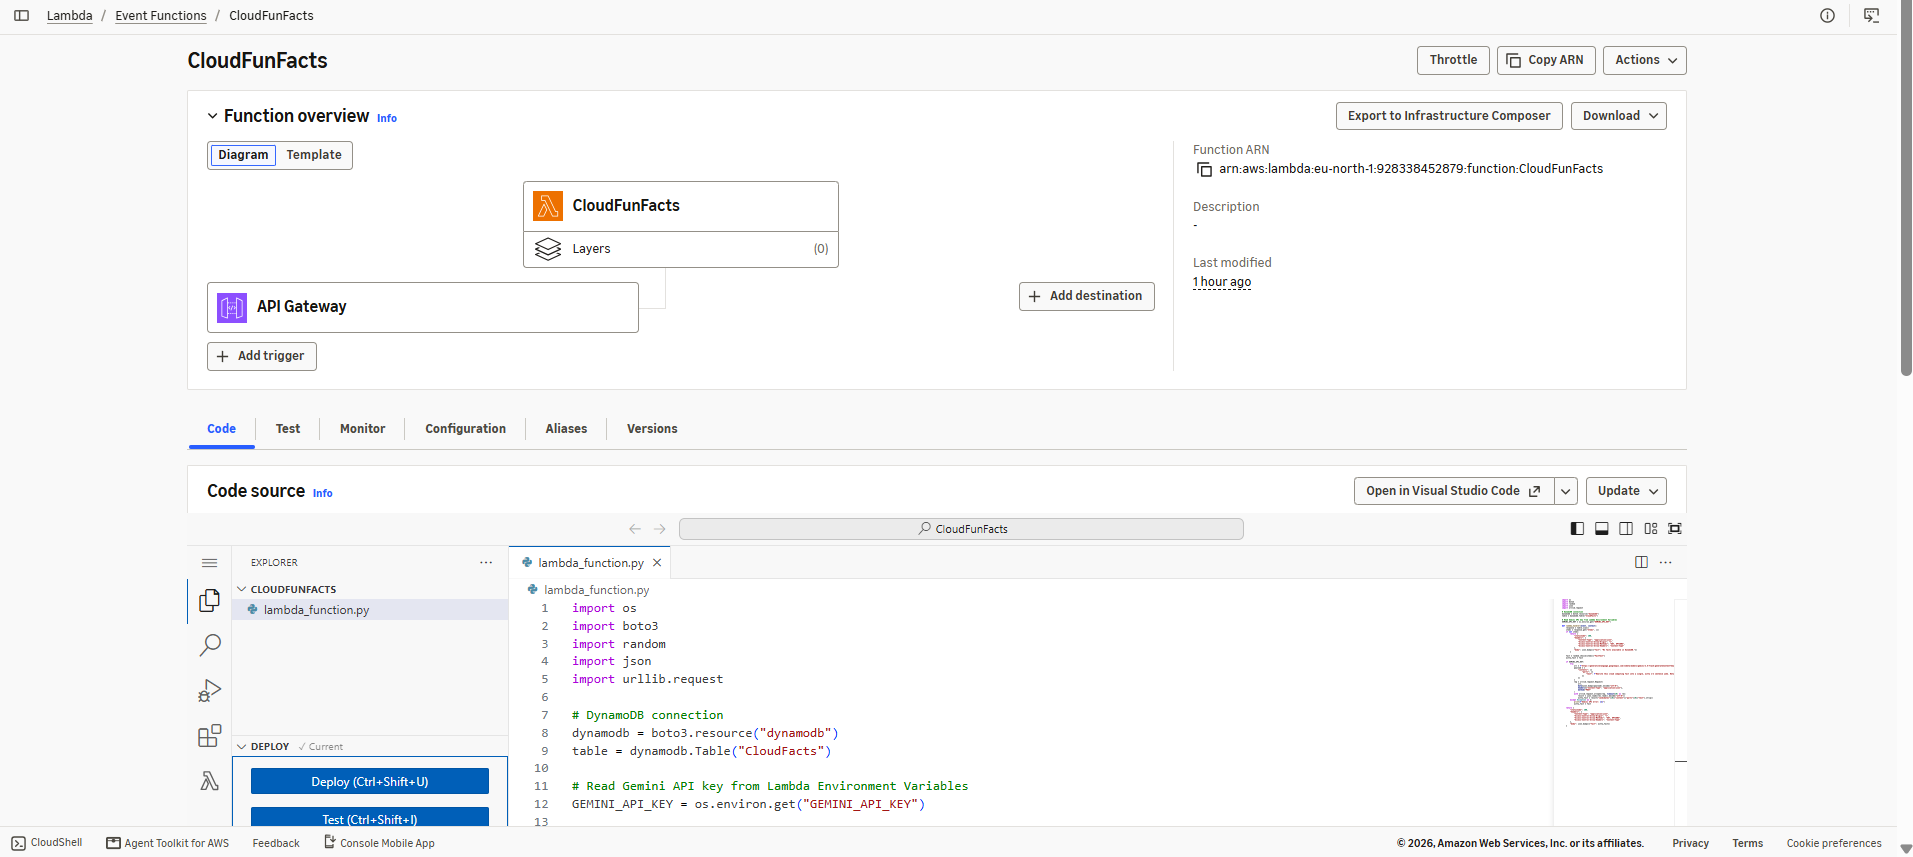 Lambda / Event Functions / CloudFunFacts
CloudFunFacts
Throttle
Copy ARN
Actions
Function overview Info
Export to Infrastructure Composer
Download
Diagram
Template
CloudFunFacts
Layers (0)
API Gateway
Add trigger
Add destination
Function ARN
arn:aws:lambda:eu-north-1:928338452879:function:CloudFunFacts
Description
-
Last modified
1 hour ago
Code
Test
Monitor
Configuration
Aliases
Versions
Code source Info
Open in Visual Studio Code
Update
CloudFunFacts
EXPLORER
CLOUDFUNFACTS
lambda_function.py
DEPLOY ✓ Current
Deploy (Ctrl+Shift+U)
Test (Ctrl+Shift+I)
lambda_function.py
lambda_function.py
1 import os
2 import boto3
3 import random
4 import json
5 import urllib.request
6
7 # DynamoDB connection
8 dynamodb = boto3.resource("dynamodb")
9 table = dynamodb.Table("CloudFacts")
10
11 # Read Gemini API key from Lambda Environment Variables
12 GEMINI_API_KEY = os.environ.get("GEMINI_API_KEY")
13
CloudShell
Agent Toolkit for AWS
Feedback
Console Mobile App
© 2026, Amazon Web Services, Inc. or its affiliates.
Privacy
Terms
Cookie preferences